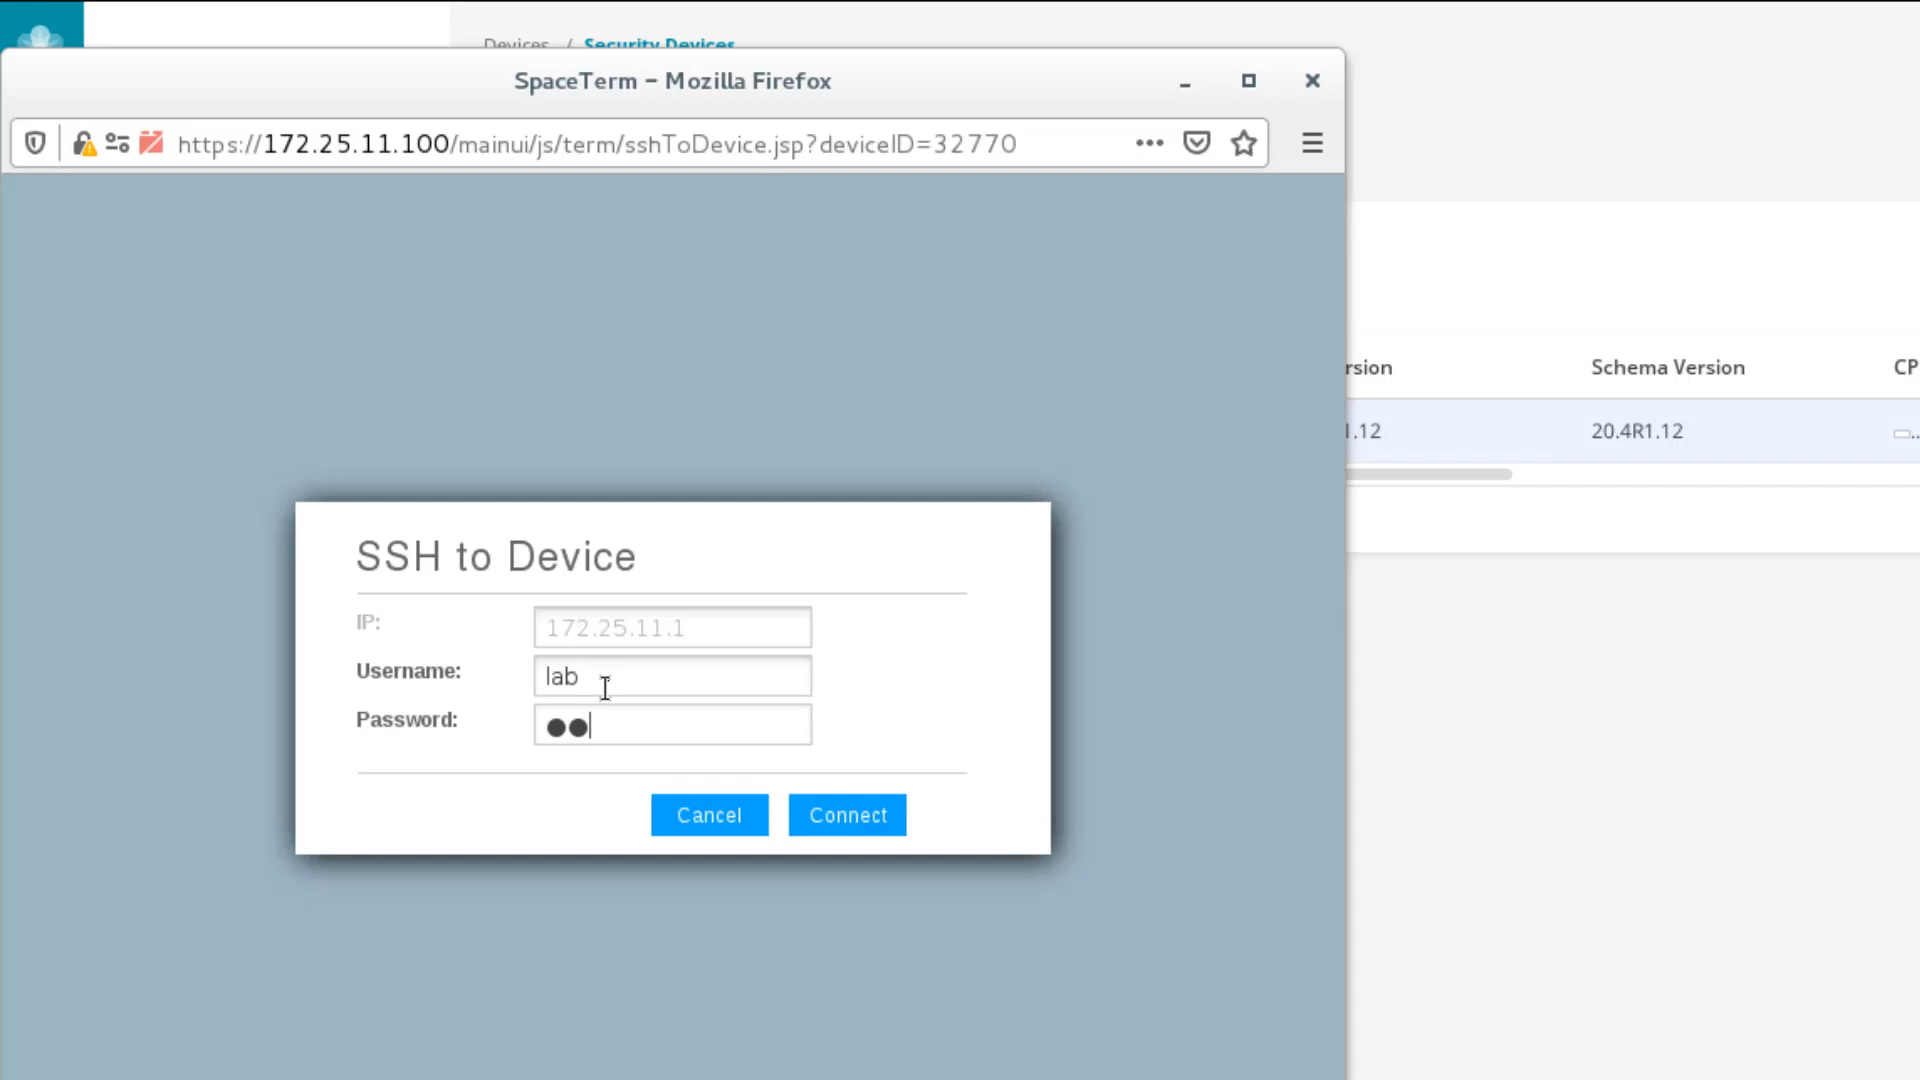 Devices / Security Devices
SpaceTerm – Mozilla Firefox
https://172.25.11.100/mainui/js/term/sshToDevice.jsp?deviceID=32770
rsion Schema Version CP
1.12 20.4R1.12 ...
SSH to Device
IP: 172.25.11.1
Username: lab
Password: ●●
Cancel Connect